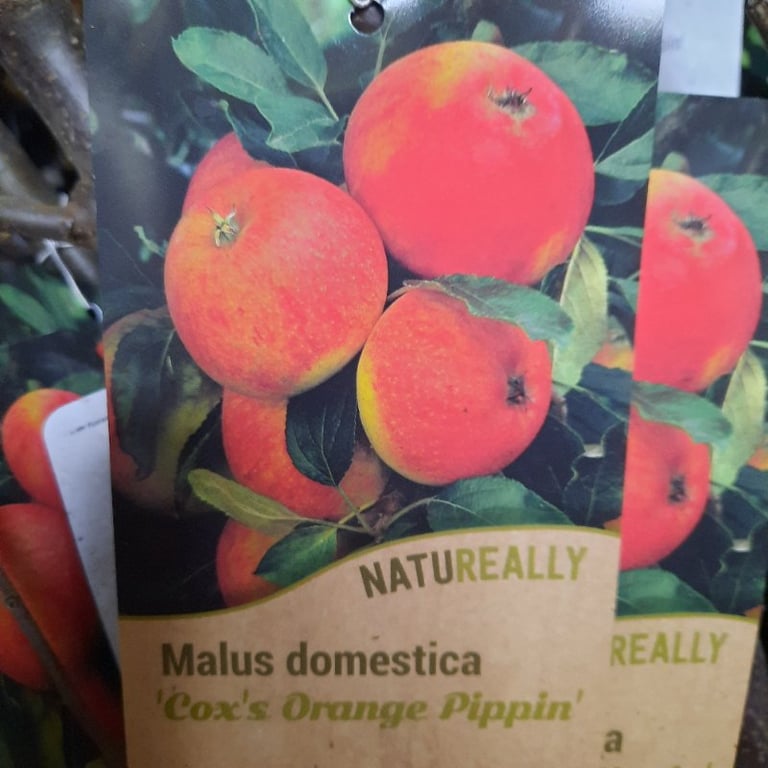 NATUREALLY
Malus domestica
'Cox's Orange Pippin'
REALLY
a